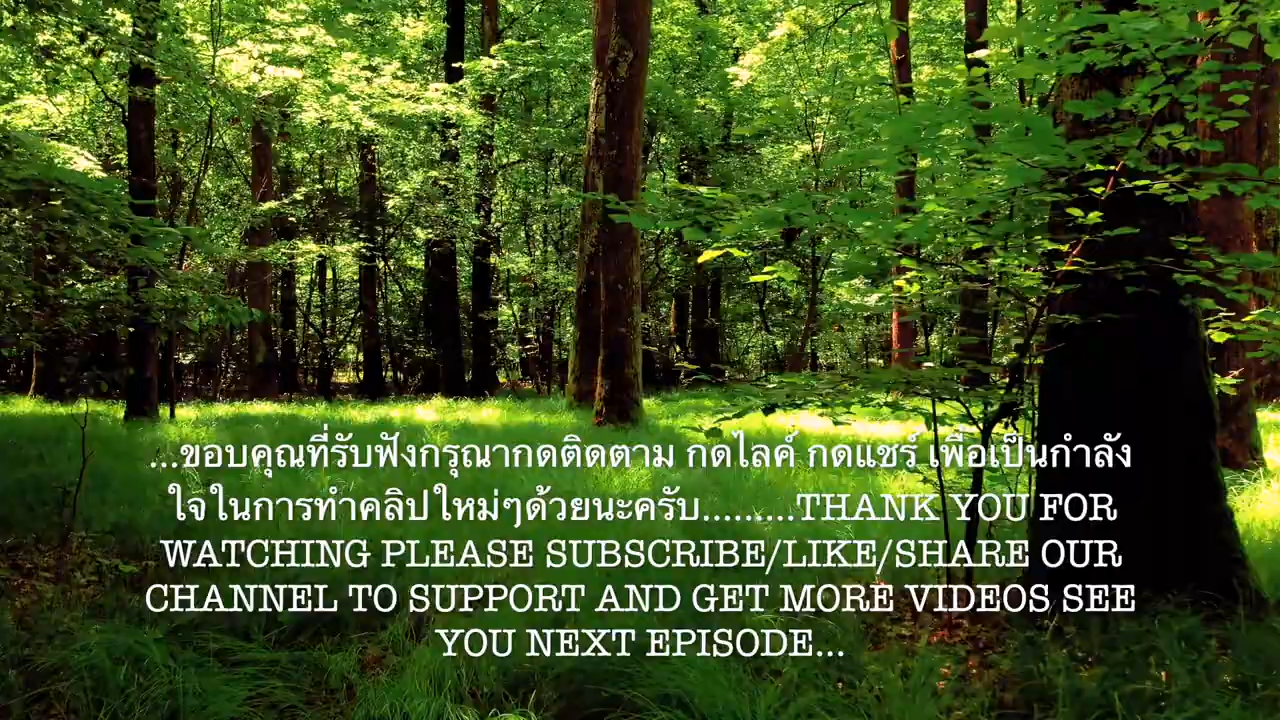 ...ขอบคุณที่รับฟังกรุณากดติดตาม กดไลค์ กดแชร์ เพื่อเป็นกำลัง
ใจในการทำคลิปใหม่ๆด้วยนะครับ.........THANK YOU FOR
WATCHING PLEASE SUBSCRIBE/LIKE/SHARE OUR
CHANNEL TO SUPPORT AND GET MORE VIDEOS SEE
YOU NEXT EPISODE...